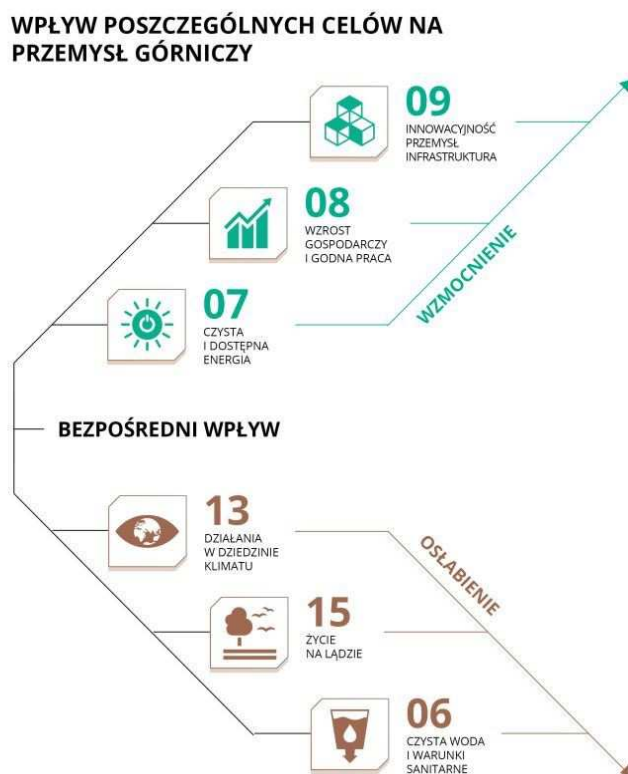 WPŁYW POSZCZEGÓLNYCH CELÓW NA
PRZEMYSŁ GÓRNICZY
09
INNOWACYJNOŚĆ
PRZEMYSŁ
INFRASTRUKTURA
08
WZROST
GOSPODARCZY
I GODNA PRACA
WZMOCNIENIE
07
CZYSTA
I DOSTĘPNA
ENERGIA
BEZPOŚREDNI WPŁYW
13
DZIAŁANIA
W DZIEDZINIE
KLIMATU
OSŁABIENIE
15
ŻYCIE
NA LĄDZIE
06
CZYSTA WODA
I WARUNKI
SANITARNE